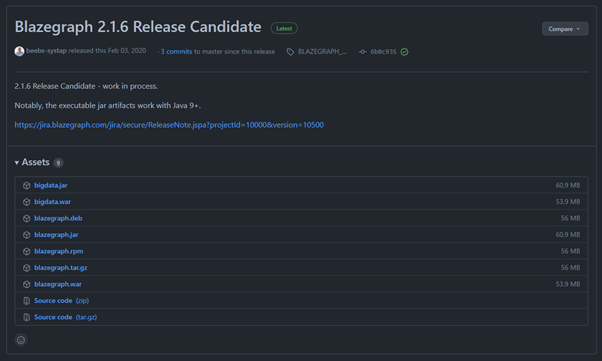 Blazegraph 2.1.6 Release Candidate Latest Compare
beebs-systap released this Feb 03, 2020 · 3 commits to master since this release BLAZEGRAPH_... 6b0c935
2.1.6 Release Candidate - work in process.
Notably, the executable jar artifacts work with Java 9+.
https://jira.blazegraph.com/jira/secure/ReleaseNote.jspa?projectId=10000&version=10500
Assets 9
bigdata.jar 60.9 MB
bigdata.war 53.9 MB
blazegraph.deb 56 MB
blazegraph.jar 60.9 MB
blazegraph.rpm 56 MB
blazegraph.tar.gz 56 MB
blazegraph.war 53.9 MB
Source code (zip)
Source code (tar.gz)